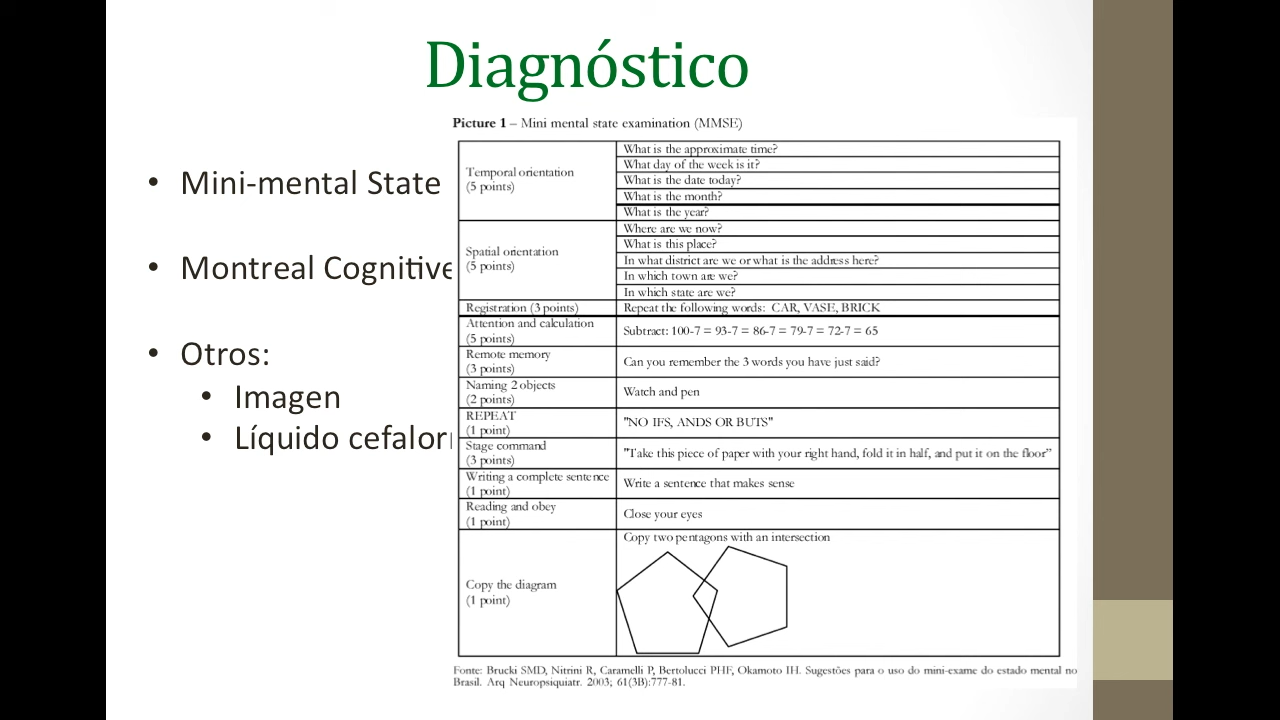 Diagnóstico
• Mini-mental State
• Montreal Cognitive
• Otros:
• Imagen
• Líquido
Picture 1 – Mini mental state examination (MMSE)
Temporal orientation
(5 points)
What is the approximate time?
What day of the week is it?
What is the date today?
What is the month?
What is the year?
Spatial orientation
(5 points)
Where are we now?
What is this place?
In what district are we or what is the address here?
In which town are we?
In which state are we?
Registration (3 points)
Repeat the following words: CAR, VASE, BRICK
Attention and calculation
(5 points)
Subtract: 100-7 = 93-7 = 86-7 = 79-7 = 72-7 = 65
Remote memory
(3 points)
Can you remember the 3 words you have just said?
Naming 2 objects
(2 points)
Watch and pen
REPEAT
(1 point)
"NO IFS, ANDS OR BUTS"
Stage command
(3 points)
"Take this piece of paper with your right hand, fold it in half, and put it on the floor"
Writing a complete sentence
(1 point)
Write a sentence that makes sense
Reading and obey
(1 point)
Close your eyes
Copy the diagram
(1 point)
Copy two pentagons with an intersection
Fonte: Brucki SMD, Nitrini R, Caramelli P, Bertolucci PHF, Okamoto IH. Sugestões para o uso do mini-exame do estado mental no
Brasil. Arq Neuropsiquiatr. 2003; 61(3B):777-81.